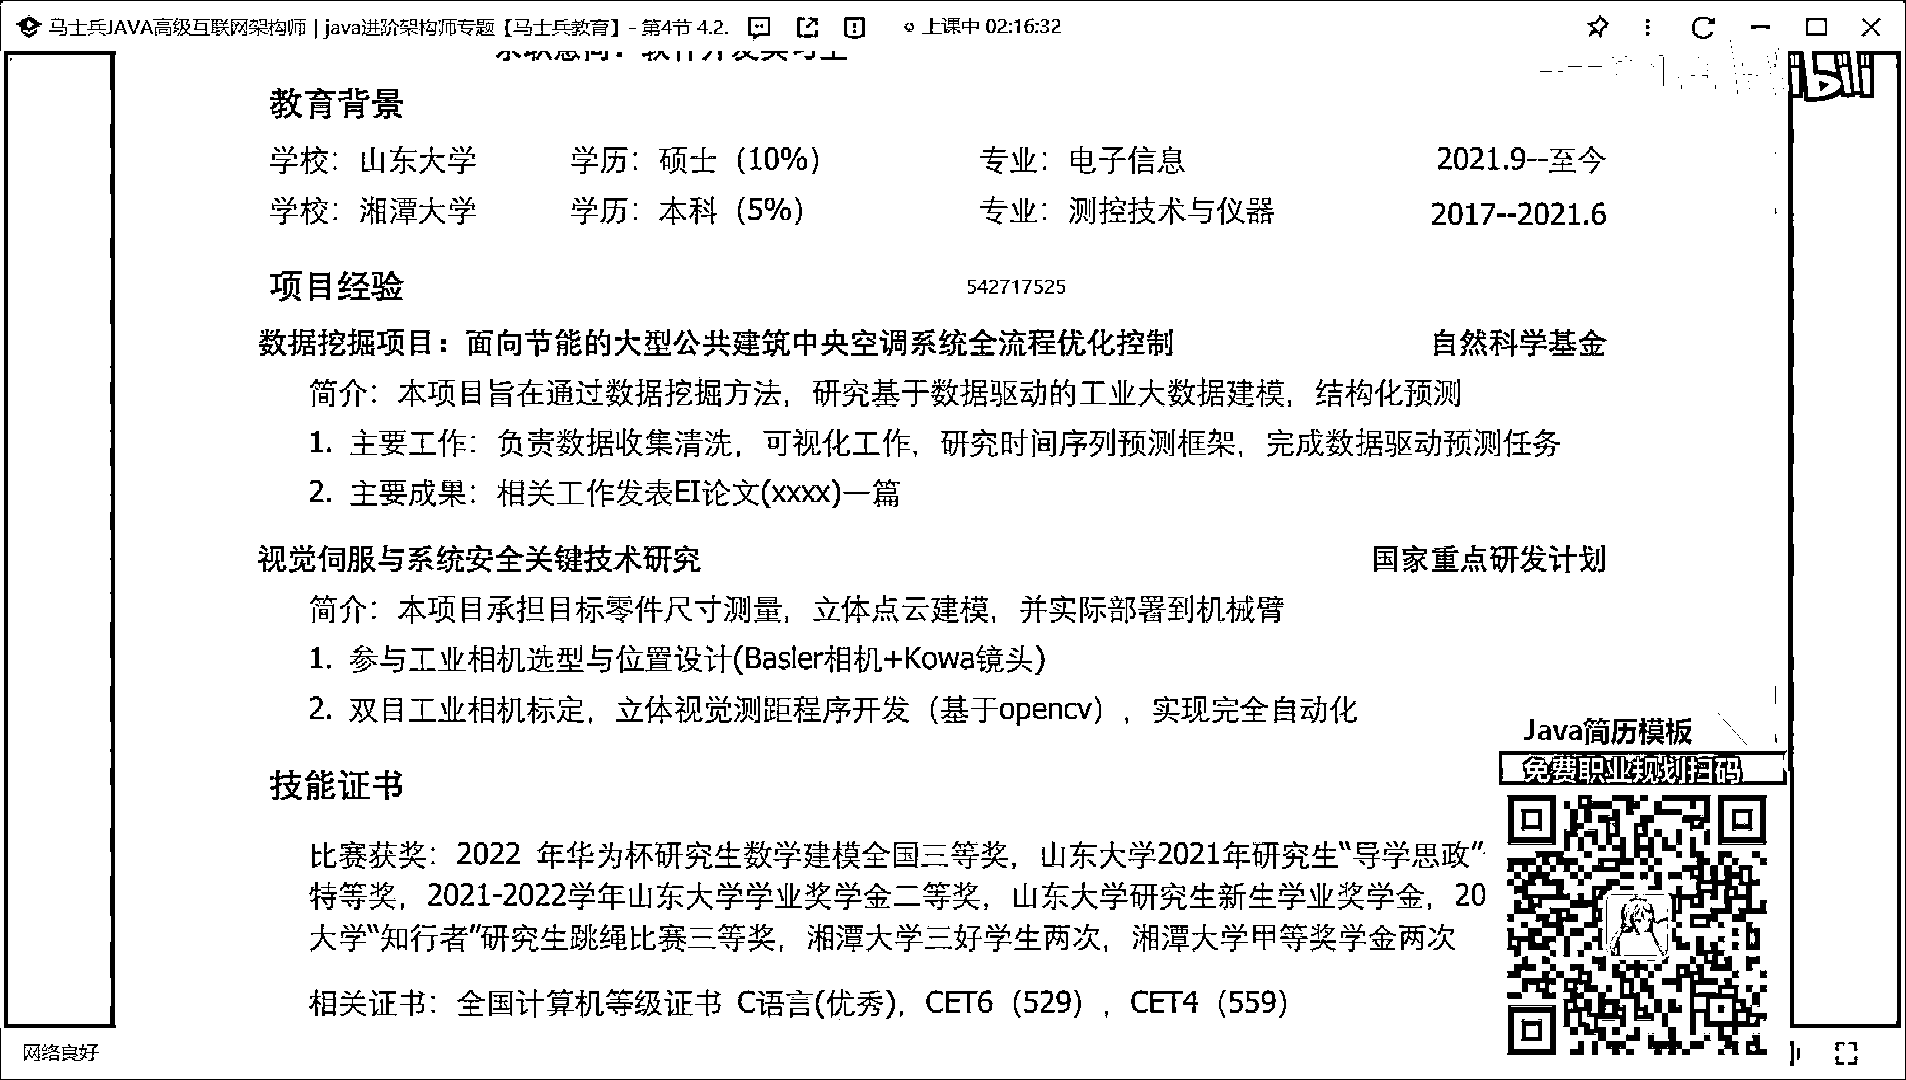 马士兵JAVA高级互联网架构师｜java进阶架构师专题【马士兵教育】- 第4节 4.2. 上课中 02:16:32
求职意向：软件开发实习生
bili
教育背景
学校：山东大学 学历：硕士（10%） 专业：电子信息 2021.9--至今
学校：湘潭大学 学历：本科（5%） 专业：测控技术与仪器 2017--2021.6
项目经验 542717525
数据挖掘项目：面向节能的大型公共建筑中央空调系统全流程优化控制 自然科学基金
简介：本项目旨在通过数据挖掘方法，研究基于数据驱动的工业大数据建模，结构化预测
1. 主要工作：负责数据收集清洗，可视化工作，研究时间序列预测框架，完成数据驱动预测任务
2. 主要成果：相关工作发表EI论文(xxxx)一篇
视觉伺服与系统安全关键技术研究 国家重点研发计划
简介：本项目承担目标零件尺寸测量，立体点云建模，并实际部署到机械臂
1. 参与工业相机选型与位置设计(Basler相机+Kowa镜头)
2. 双目工业相机标定，立体视觉测距程序开发（基于opencv），实现完全自动化
技能证书
比赛获奖：2022 年华为杯研究生数学建模全国三等奖，山东大学2021年研究生“导学思政”
特等奖，2021-2022学年山东大学学业奖学金二等奖，山东大学研究生新生学业奖学金，20
大学“知行者”研究生跳绳比赛三等奖，湘潭大学三好学生两次，湘潭大学甲等奖学金两次
相关证书：全国计算机等级证书 C语言(优秀)，CET6（529），CET4（559）
Java简历模板
免费职业规划扫码
网络良好